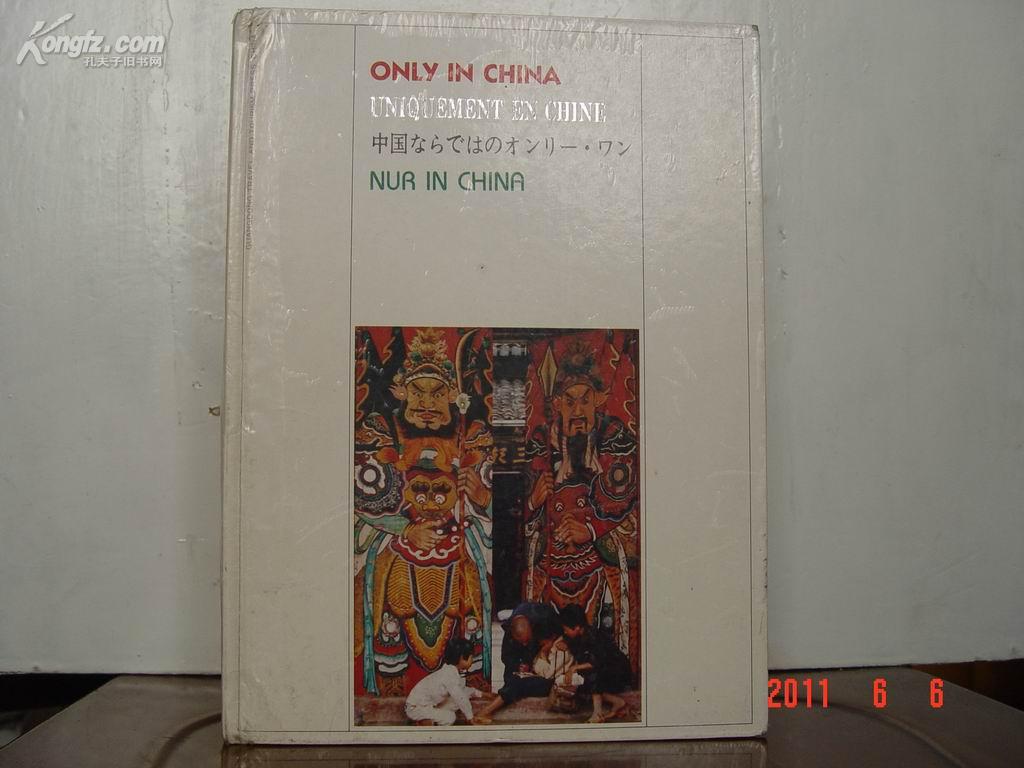 Kongfz.com
孔夫子旧书网
ONLY IN CHINA
UNIQUEMENT EN CHINE
中国ならではのオンリー・ワン
NUR IN CHINA
2011 6 6